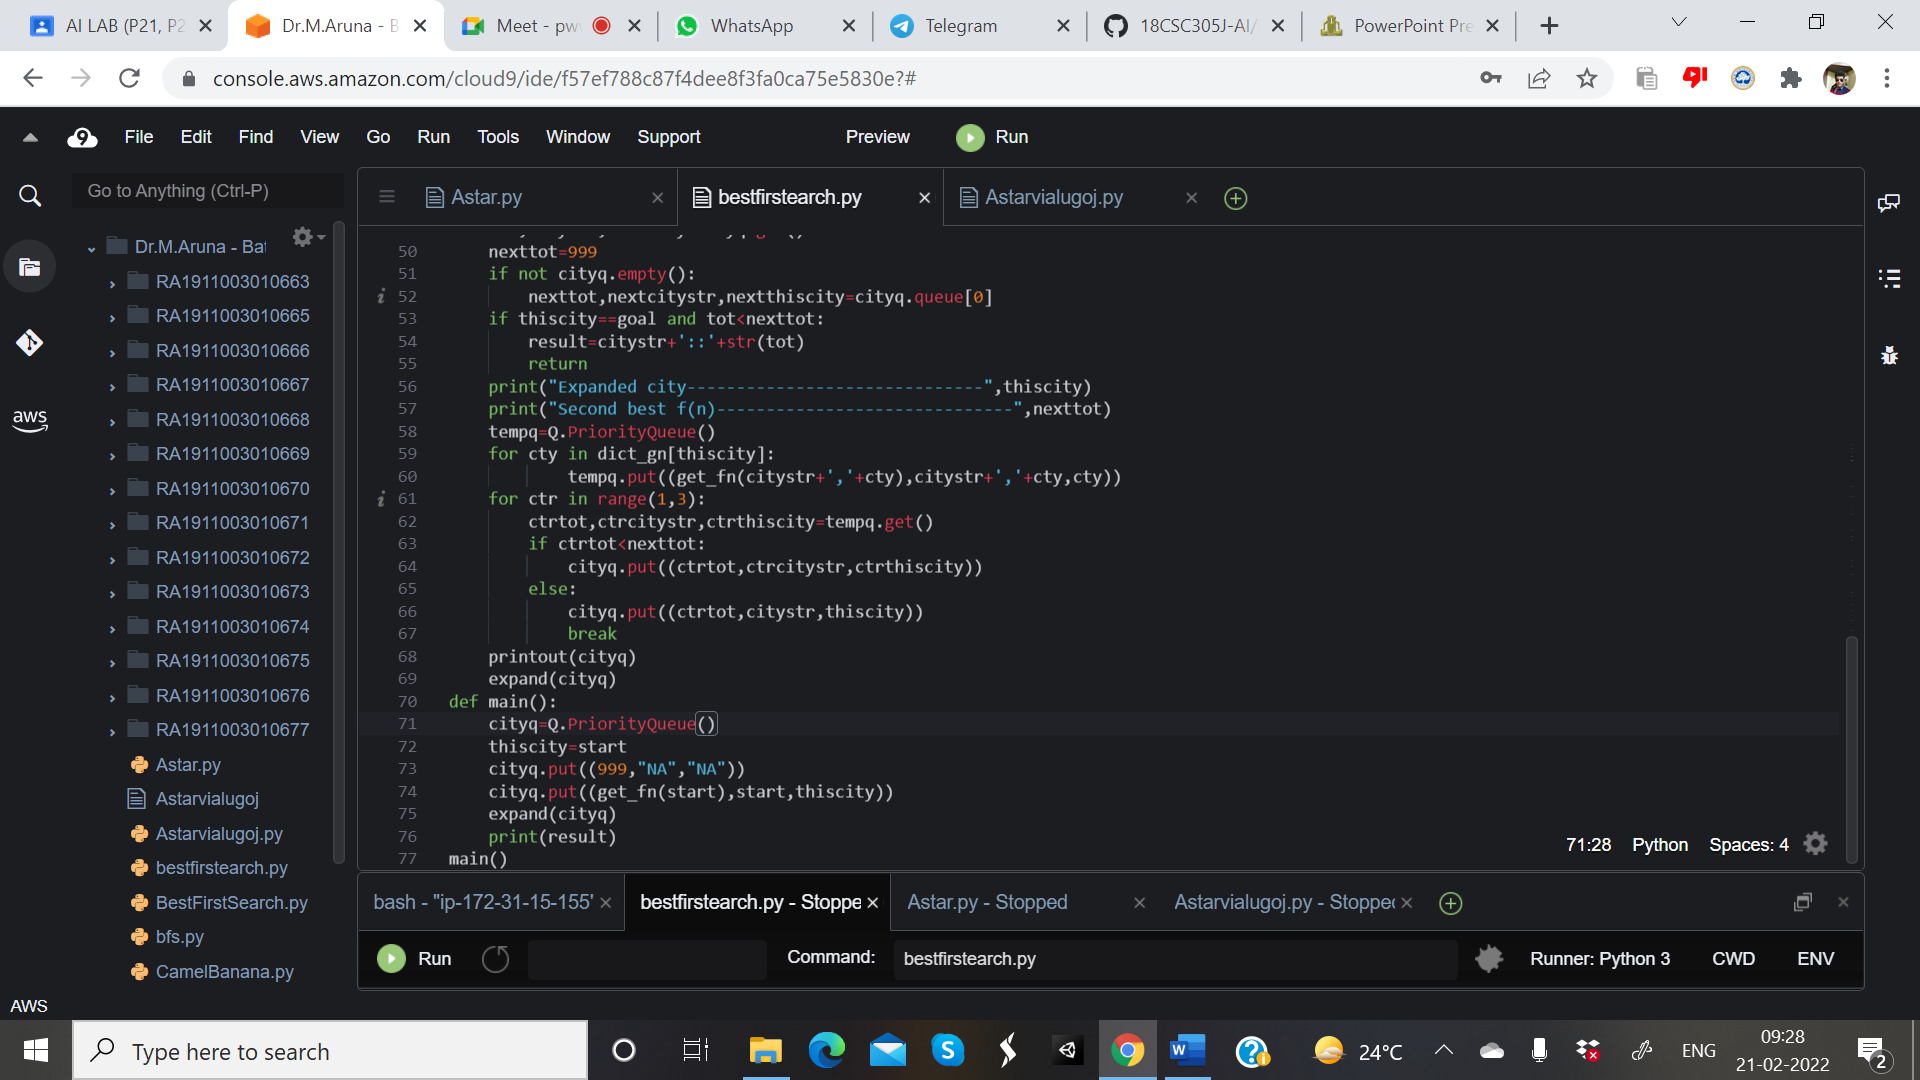 AI LAB (P21, P2
Dr.M.Aruna - B
Meet - pw
WhatsApp
Telegram
18CSC305J-AI/
PowerPoint Pre
console.aws.amazon.com/cloud9/ide/f57ef788c87f4dee8f3fa0ca75e5830e?#
9 File Edit Find View Go Run Tools Window Support Preview Run
Go to Anything (Ctrl-P)
Astar.py
bestfirstearch.py
Astarvialugoj.py
Dr.M.Aruna - Bat
RA1911003010663
RA1911003010665
RA1911003010666
RA1911003010667
RA1911003010668
RA1911003010669
RA1911003010670
RA1911003010671
RA1911003010672
RA1911003010673
RA1911003010674
RA1911003010675
RA1911003010676
RA1911003010677
Astar.py
Astarvialugoj
Astarvialugoj.py
bestfirstearch.py
BestFirstSearch.py
bfs.py
CamelBanana.py
aws
AWS
50 nexttot=999
51 if not cityq.empty():
i 52 nexttot,nextcitystr,nextthiscity=cityq.queue[0]
53 if thiscity==goal and tot<nexttot:
54 result=citystr+'::'+str(tot)
55 return
56 print("Expanded city------------------------------",thiscity)
57 print("Second best f(n)------------------------------",nexttot)
58 tempq=Q.PriorityQueue()
59 for cty in dict_gn[thiscity]:
60 tempq.put((get_fn(citystr+','+cty),citystr+','+cty,cty))
i 61 for ctr in range(1,3):
62 ctrtot,ctrcitystr,ctrthiscity=tempq.get()
63 if ctrtot<nexttot:
64 cityq.put((ctrtot,ctrcitystr,ctrthiscity))
65 else:
66 cityq.put((ctrtot,citystr,thiscity))
67 break
68 printout(cityq)
69 expand(cityq)
70 def main():
71 cityq=Q.PriorityQueue()
72 thiscity=start
73 cityq.put((999,"NA","NA"))
74 cityq.put((get_fn(start),start,thiscity))
75 expand(cityq)
76 print(result)
77 main()
71:28 Python Spaces: 4
bash - "ip-172-31-15-155'
bestfirstearch.py - Stoppe
Astar.py - Stopped
Astarvialugoj.py - Stopped
Run Command: bestfirstearch.py Runner: Python 3 CWD ENV
Type here to search
24°C
ENG
09:28
21-02-2022
2